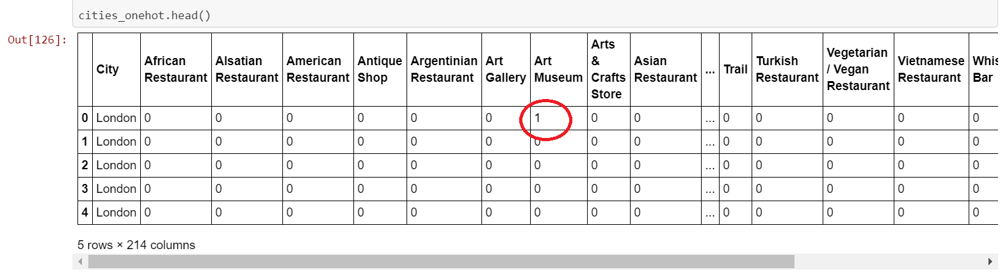 cities_onehot.head()
Out[126]:
City African Restaurant Alsatian Restaurant American Restaurant Antique Shop Argentinian Restaurant Art Gallery Art Museum Arts & Crafts Store Asian Restaurant ... Trail Turkish Restaurant Vegetarian / Vegan Restaurant Vietnamese Restaurant Whis Bar
0 London 0 0 0 0 0 0 1 0 0 ... 0 0 0 0 0
1 London 0 0 0 0 0 0 0 0 0 ... 0 0 0 0 0
2 London 0 0 0 0 0 0 0 0 0 ... 0 0 0 0 0
3 London 0 0 0 0 0 0 0 0 0 ... 0 0 0 0 0
4 London 0 0 0 0 0 0 0 0 0 ... 0 0 0 0 0
5 rows × 214 columns